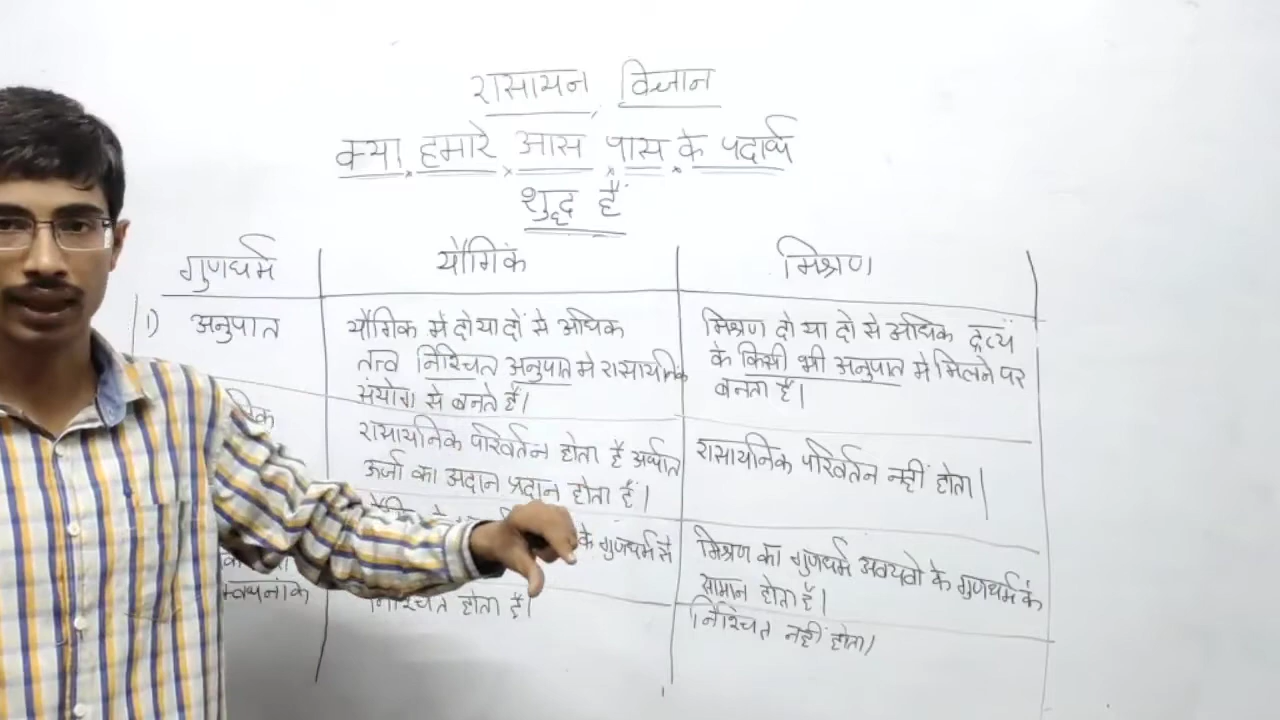 रासायन विज्ञान
क्या हमारे आस पास के पदार्थ
शुद्ध हैं
गुणधर्म यौगिक मिश्रण
1) अनुपात
यौगिक में दो या दों से अधिक
तत्व निश्चित अनुपात मे रासायनिक
संयोग से बनते हैं।
मिश्रण दो या दो से अधिक द्रव्यें
के किसी भी अनुपात मे मिलने पर
बनता है।
रासायनिक परिवर्तन होता है अर्थात
ऊर्जा का अदान प्रदान होता हैं।
रासायनिक परिवर्तन नहीं होता।
के गुणधर्म से
मिश्रण का गुणधर्म अवयवो के गुणधर्म के
सामान होता है।
क्वथनांक
निश्चित होता है।
निश्चित नहीं होता।